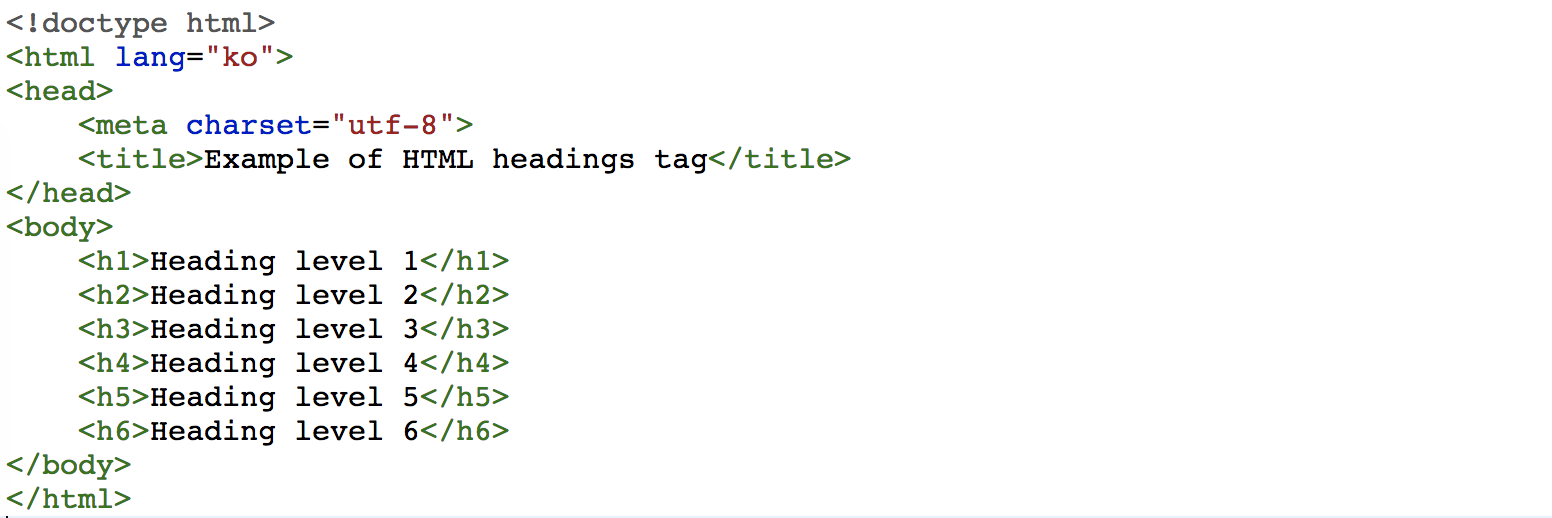 <!doctype html>
<html lang="ko">
<head>
    <meta charset="utf-8">
    <title>Example of HTML headings tag</title>
</head>
<body>
    <h1>Heading level 1</h1>
    <h2>Heading level 2</h2>
    <h3>Heading level 3</h3>
    <h4>Heading level 4</h4>
    <h5>Heading level 5</h5>
    <h6>Heading level 6</h6>
</body>
</html>